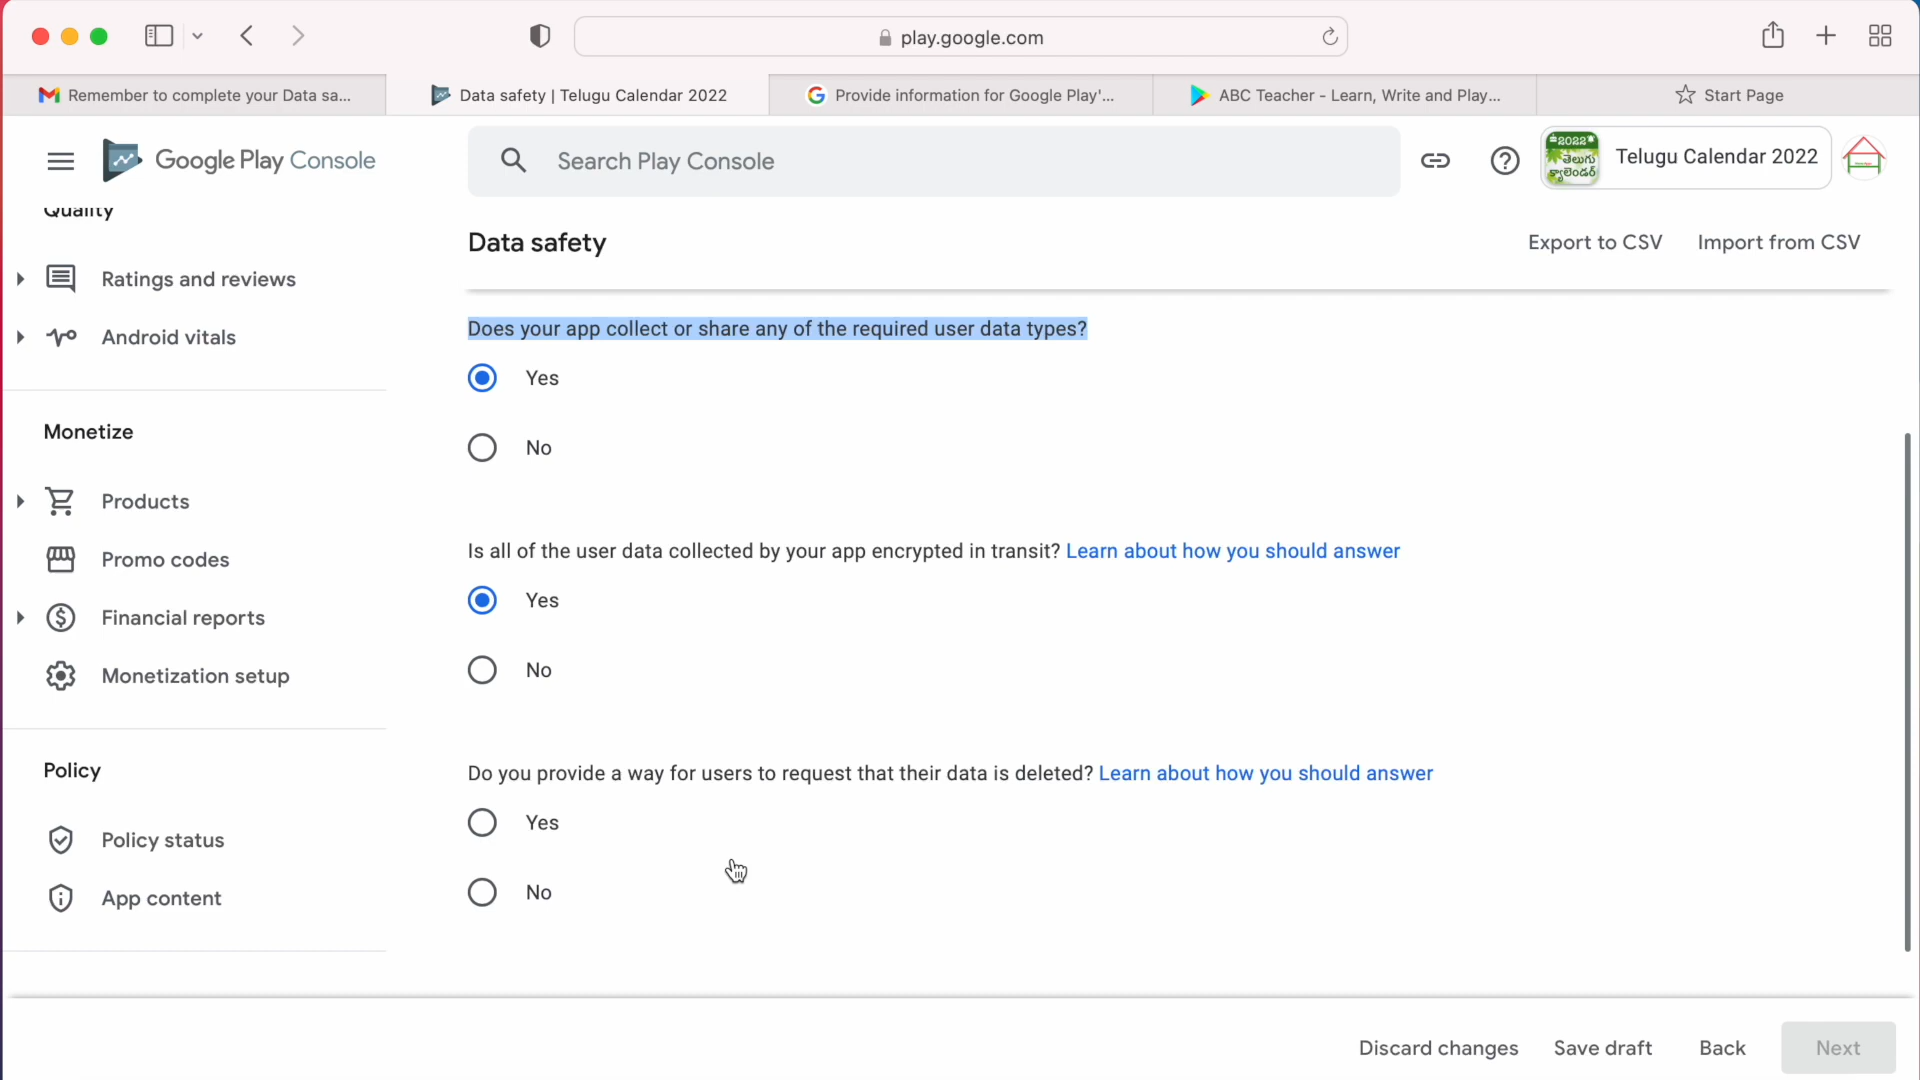 play.google.com
Remember to complete your Data sa...
Data safety | Telugu Calendar 2022
Provide information for Google Play'...
ABC Teacher - Learn, Write and Play...
Start Page
Google Play Console
Search Play Console
2022
తెలుగు
క్యాలెండర్
Telugu Calendar 2022
Quality
Data safety
Export to CSV
Import from CSV
Ratings and reviews
Android vitals
Monetize
Products
Promo codes
Financial reports
Monetization setup
Policy
Policy status
App content
Does your app collect or share any of the required user data types?
Yes
No
Is all of the user data collected by your app encrypted in transit? Learn about how you should answer
Yes
No
Do you provide a way for users to request that their data is deleted? Learn about how you should answer
Yes
No
Discard changes
Save draft
Back
Next